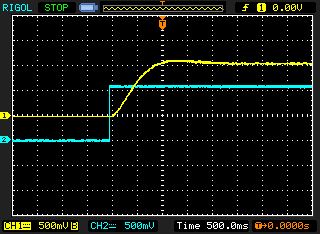 RIGOL STOP T ƒ 1 0.00V
T
1
2
CH1 500mV B CH2 500mV Time 500.0ms T→0.0000s